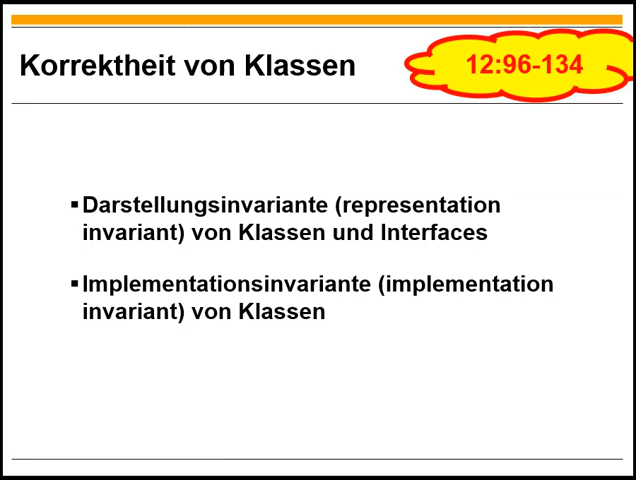 Korrektheit von Klassen
12:96-134
▪Darstellungsinvariante (representation
invariant) von Klassen und Interfaces
▪Implementationsinvariante (implementation
invariant) von Klassen